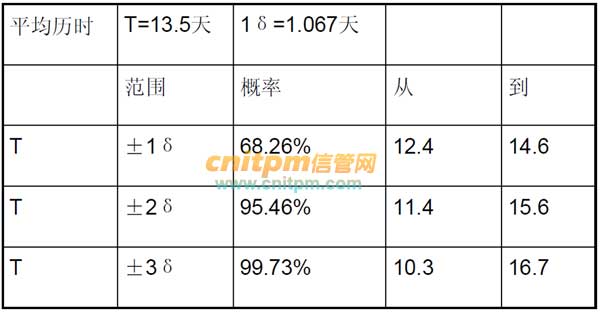 平均历时 T=13.5天 1δ=1.067天
范围 概率 从 到
T ±1δ 68.26% 12.4 14.6
cnitpm信管网
www.cnitpm.com
T ±2δ 95.46% 11.4 15.6
T ±3δ 99.73% 10.3 16.7